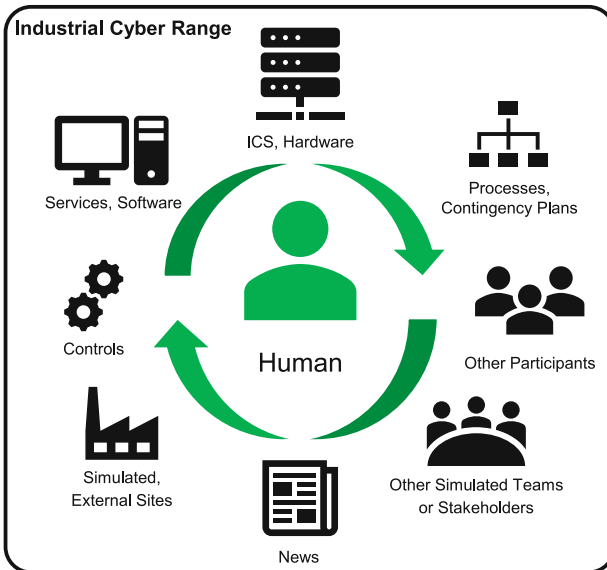 Industrial Cyber Range
ICS, Hardware
Services, Software
Processes,
Contingency Plans
Controls
Human
Other Participants
Simulated,
External Sites
Other Simulated Teams
or Stakeholders
News